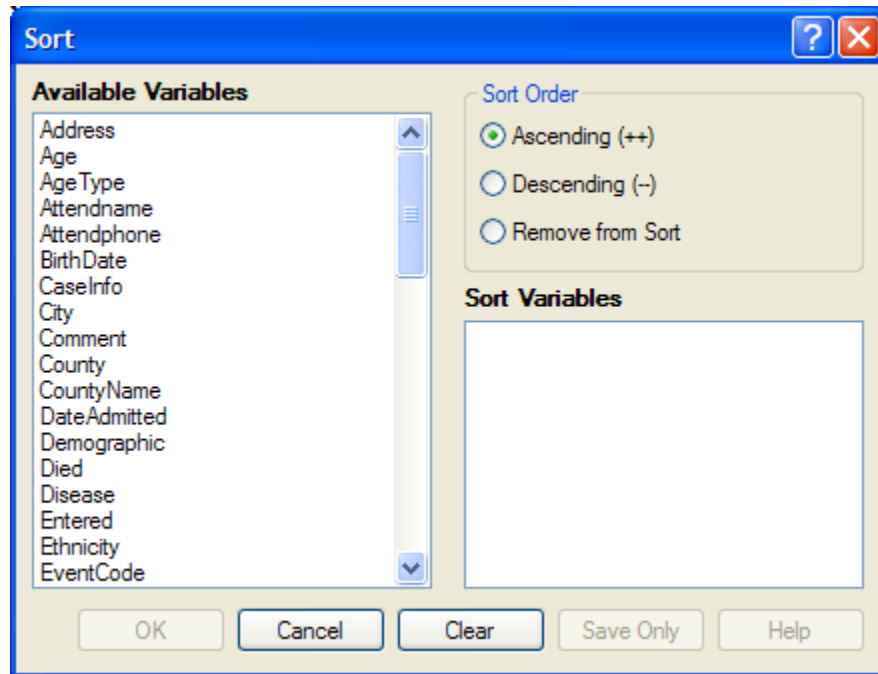 Sort
Available Variables
Address
Age
AgeType
Attendname
Attendphone
BirthDate
CaseInfo
City
Comment
County
CountyName
DateAdmitted
Demographic
Died
Disease
Entered
Ethnicity
EventCode
Sort Order
Ascending (++)
Descending (--)
Remove from Sort
Sort Variables
OK
Cancel
Clear
Save Only
Help